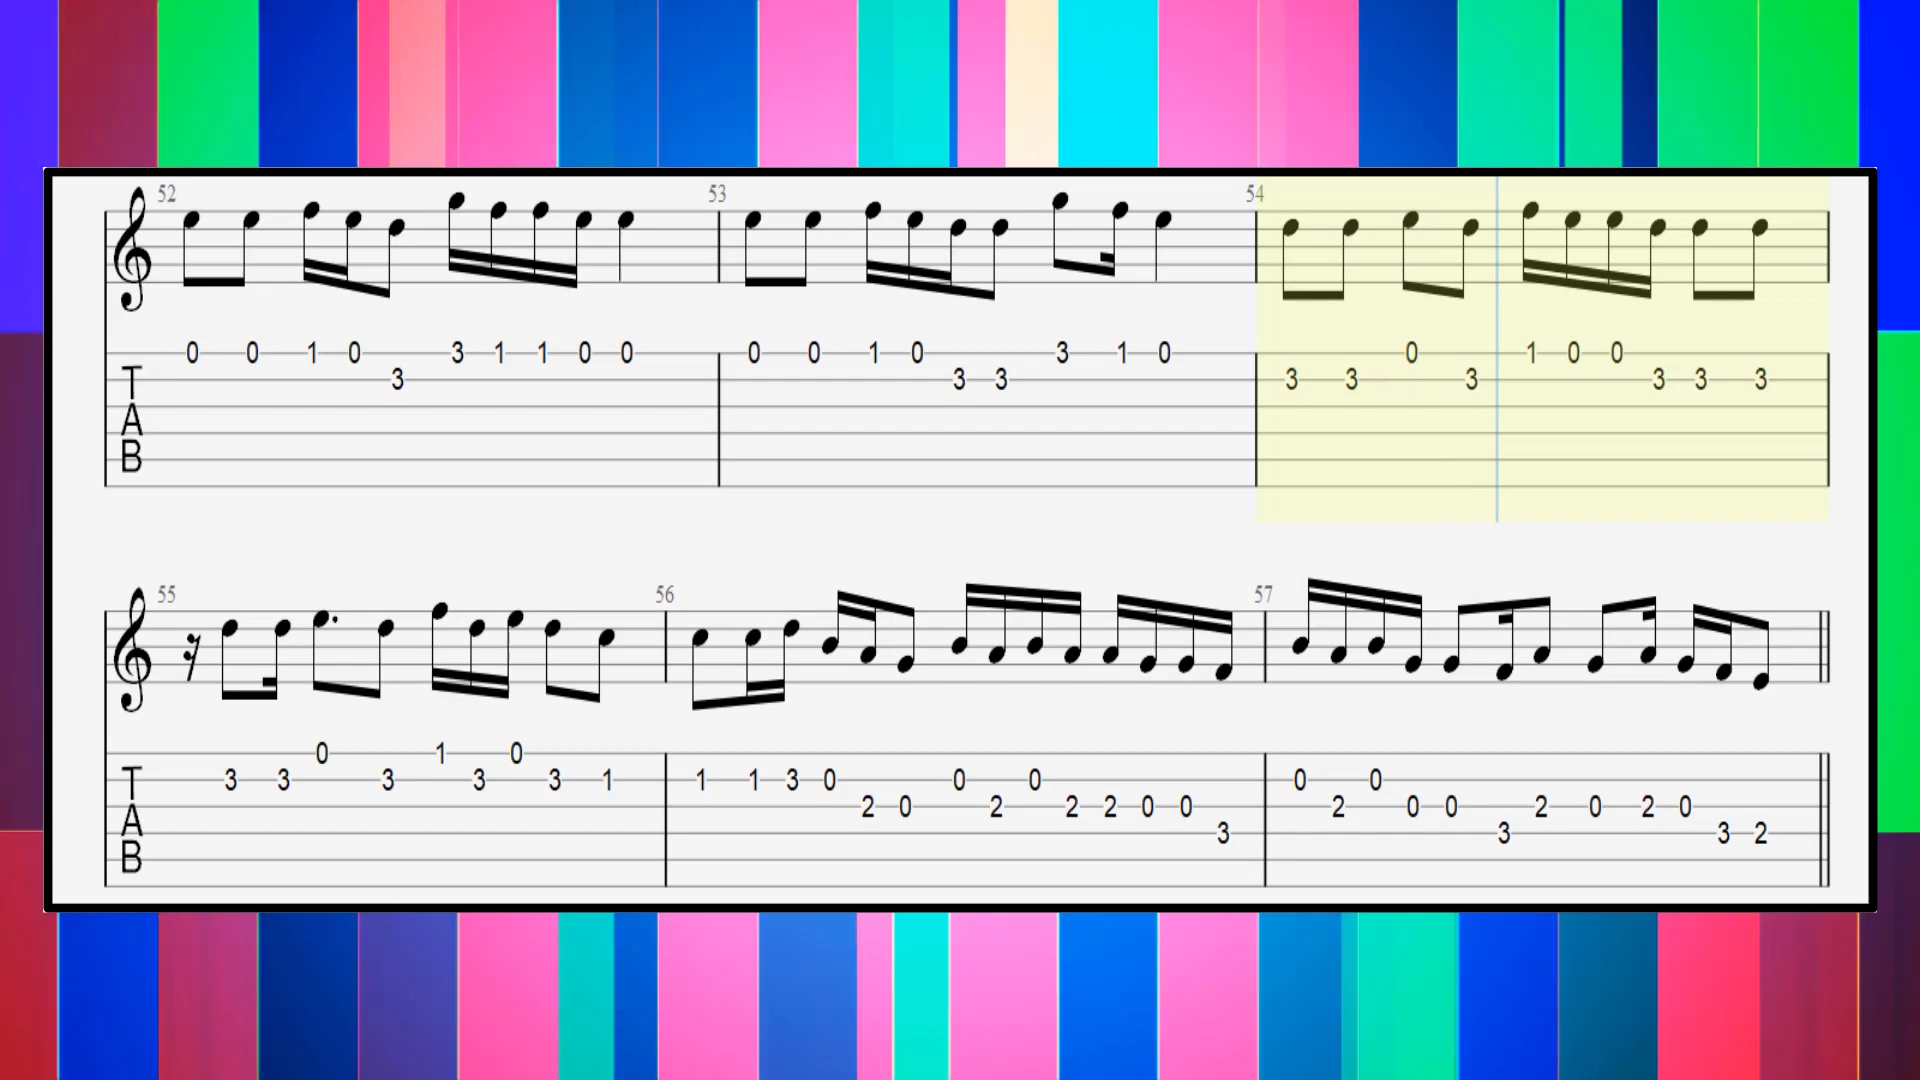 52 53 54
0 0 1 0 3 1 1 0 0 0 0 1 0 3 1 0 0 1 0 0
T 3 3 3 3 3 3 3 3 3
A
B
55 56 57
0 1 0
T 3 3 3 3 3 1 1 1 3 0 0 0 0 0
2 0 2 2 2 0 0 2 0 0 2 0 2 0
A 3 3 3 2
B